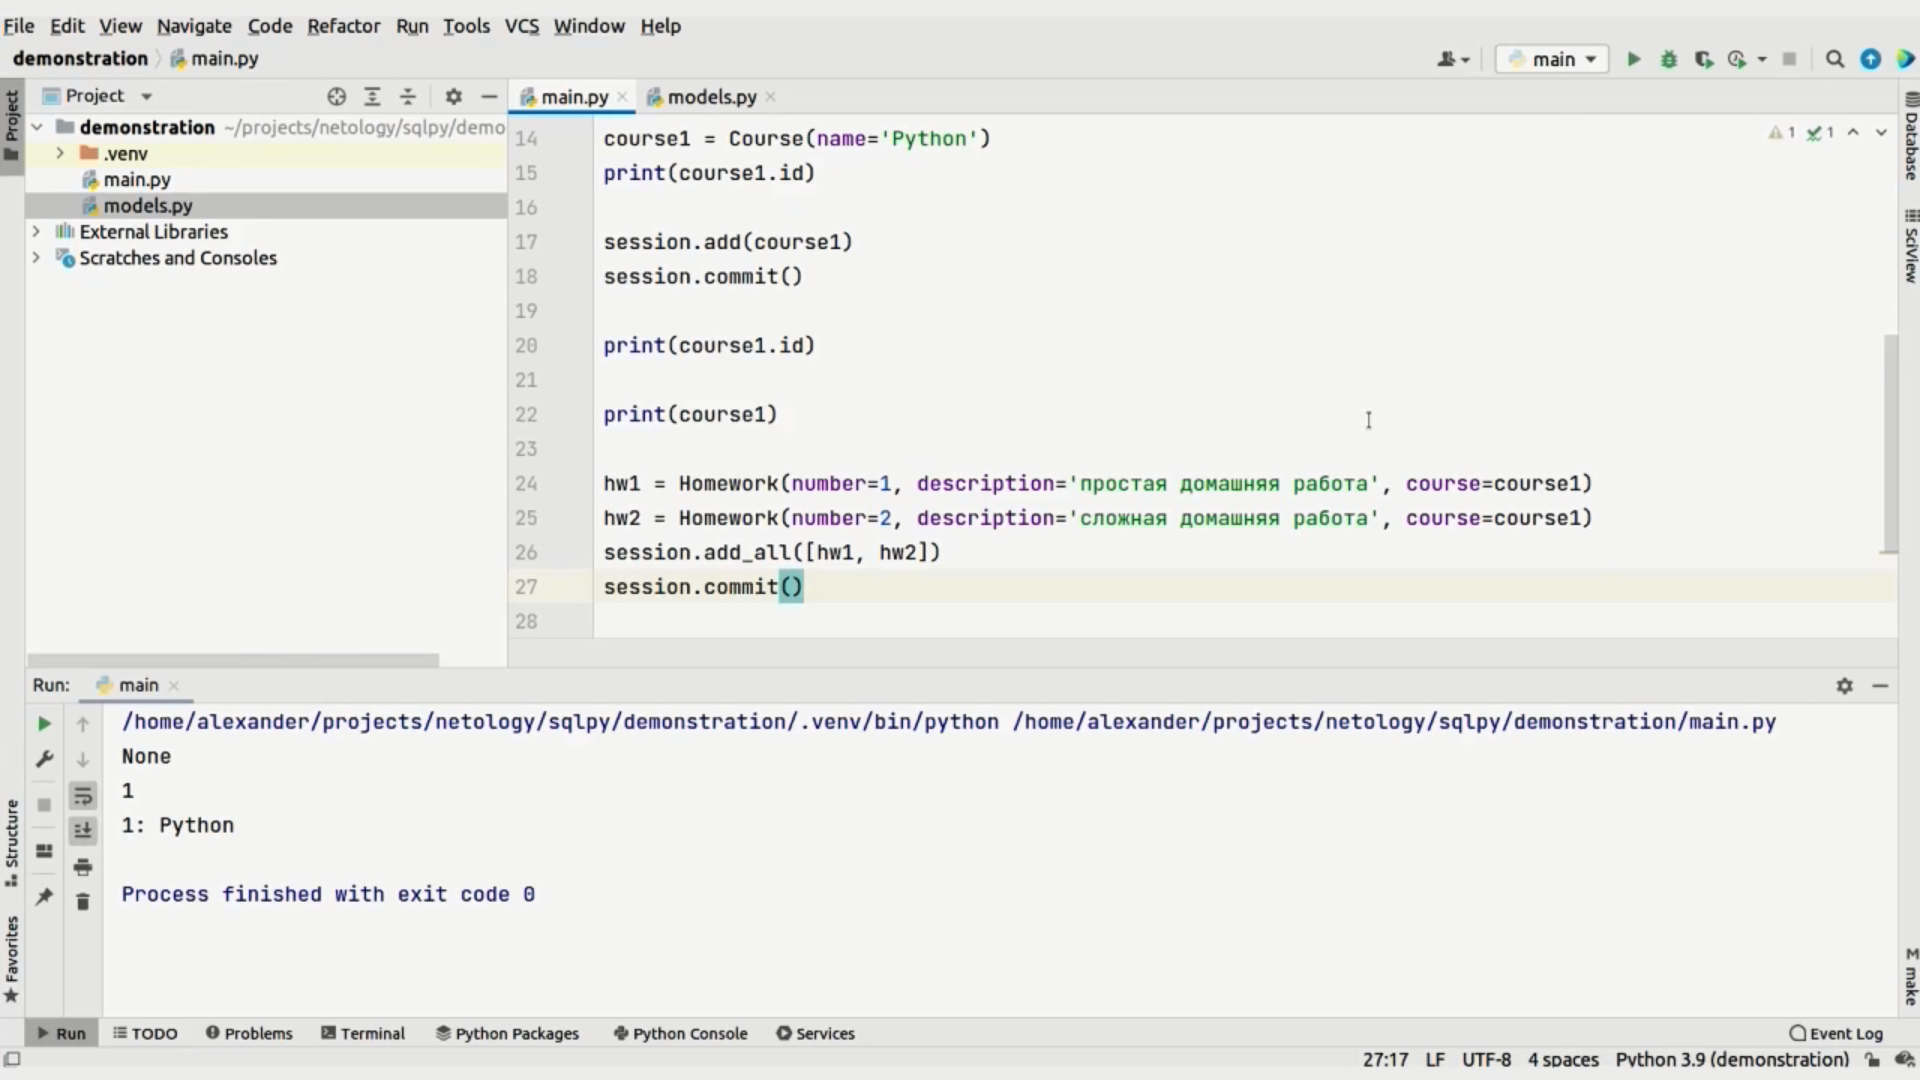 File Edit View Navigate Code Refactor Run Tools VCS Window Help
demonstration main.py
main
Project
Project
main.py
models.py
demonstration ~/projects/netology/sqlpy/demo
.venv
main.py
models.py
External Libraries
Scratches and Consoles
14 course1 = Course(name='Python')
15 print(course1.id)
16
17 session.add(course1)
18 session.commit()
19
20 print(course1.id)
21
22 print(course1)
23
24 hw1 = Homework(number=1, description='простая домашняя работа', course=course1)
25 hw2 = Homework(number=2, description='сложная домашняя работа', course=course1)
26 session.add_all([hw1, hw2])
27 session.commit()
28
1 1
Database
SciView
Run: main
/home/alexander/projects/netology/sqlpy/demonstration/.venv/bin/python /home/alexander/projects/netology/sqlpy/demonstration/main.py
None
1
1: Python
Process finished with exit code 0
Structure
Favorites
M make
Run TODO Problems Terminal Python Packages Python Console Services Event Log
27:17 LF UTF-8 4 spaces Python 3.9 (demonstration)